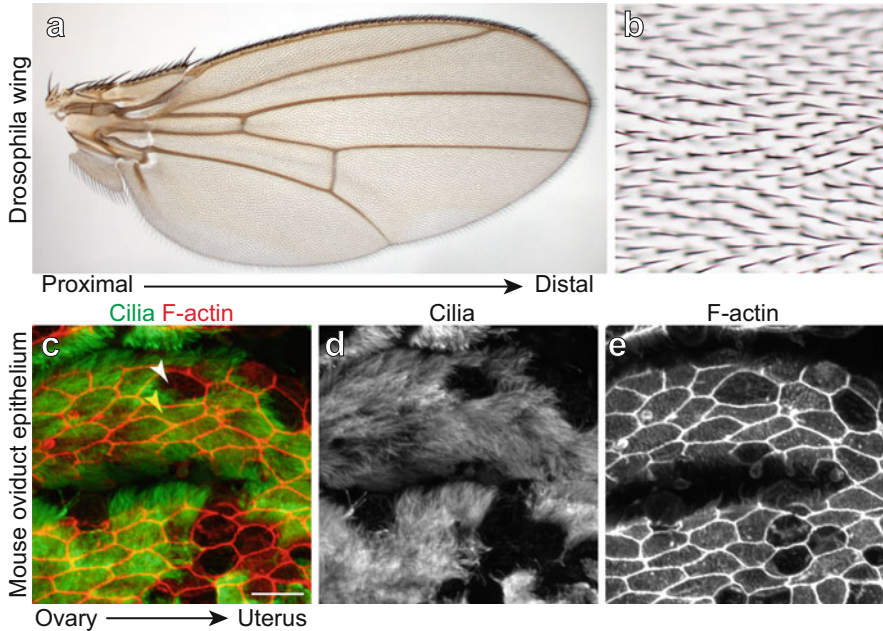 a
b
Drosophila wing
Proximal
Distal
Cilia F-actin
Cilia
F-actin
c
d
e
Mouse oviduct epithelium
Ovary
Uterus